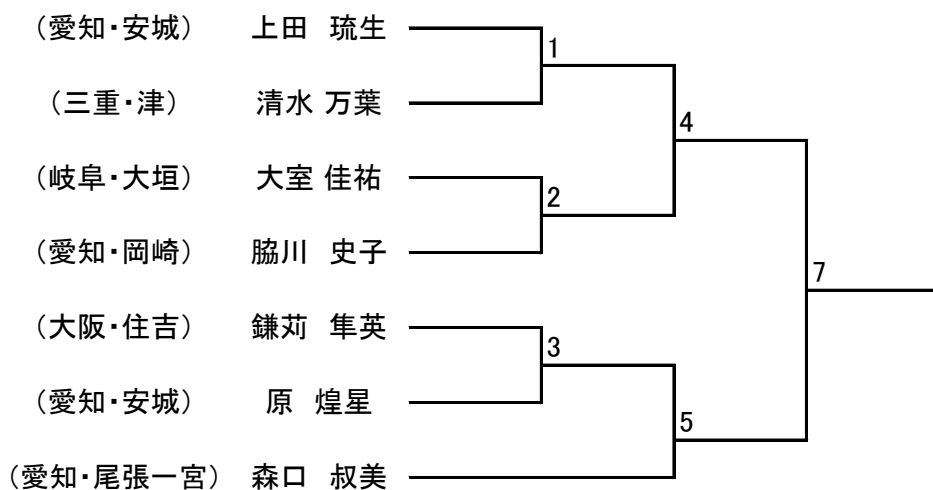 (愛知・安城) 上田 琉生
1
(三重・津) 清水 万葉
4
(岐阜・大垣) 大室 佳祐
2
(愛知・岡崎) 脇川 史子
7
(大阪・住吉) 鎌苅 隼英
3
(愛知・安城) 原 煌星
5
(愛知・尾張一宮) 森口 叔美